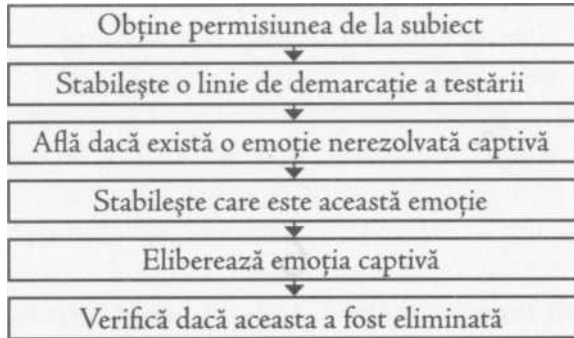 Obține permisiunea de la subiect
Stabilește o linie de demarcație a testării
Află dacă există o emoție nerezolvată captivă
Stabilește care este această emoție
Eliberează emoția captivă
Verifică dacă aceasta a fost eliminată